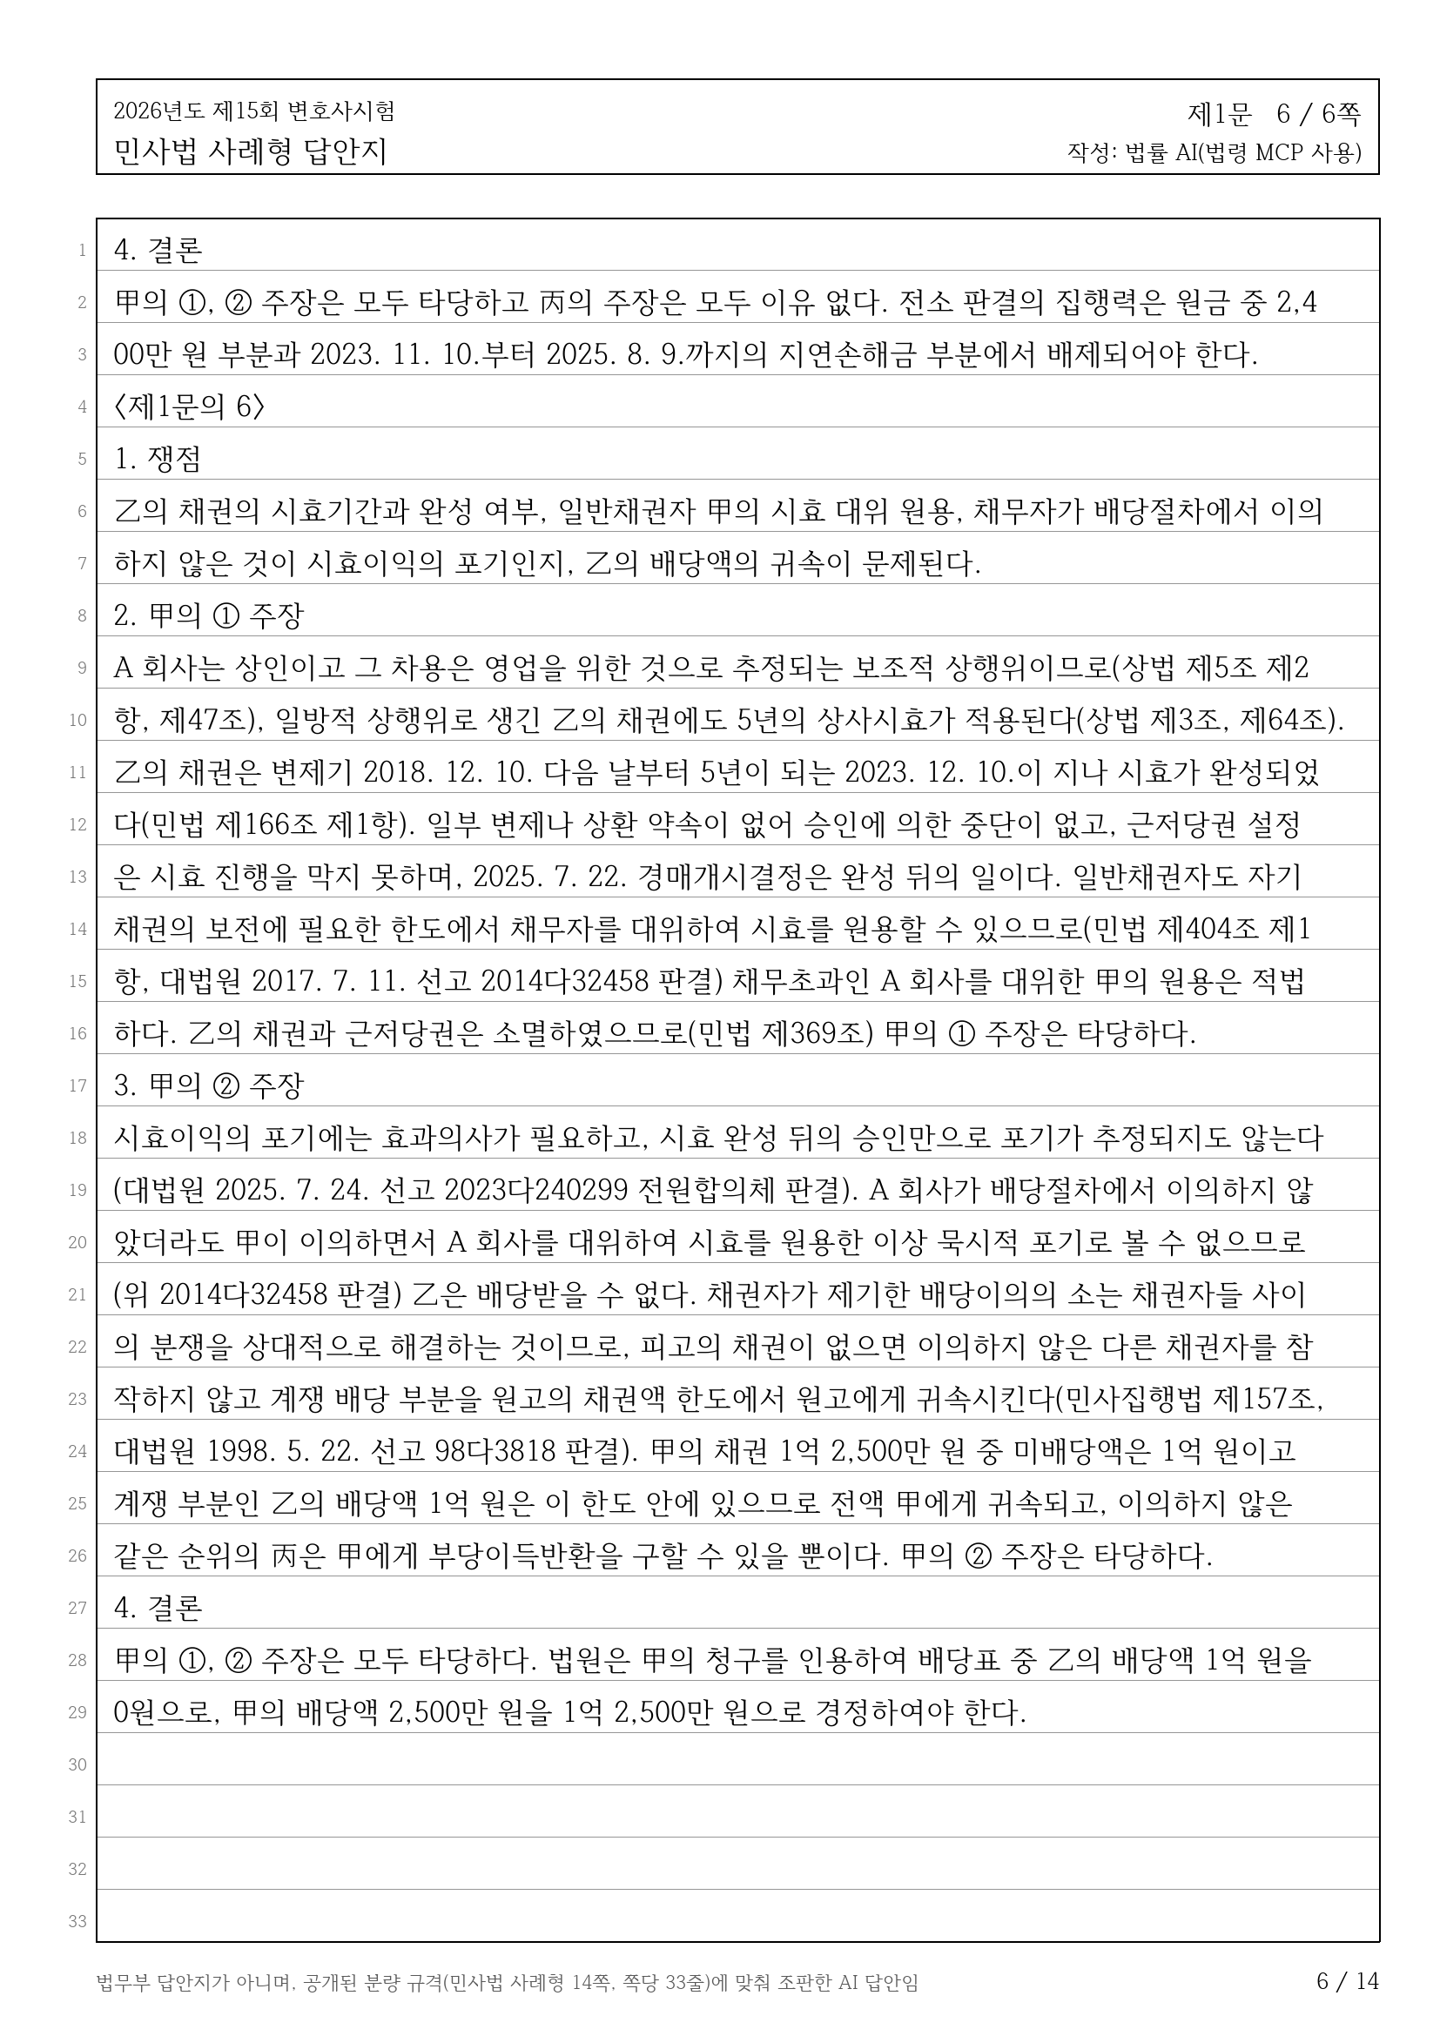 2026년도 제15회 변호사시험
민사법 사례형 답안지
제1문 6 / 6쪽
작성: 법률 AI(법령 MCP 사용)
1 4. 결론
2 甲의 ①, ② 주장은 모두 타당하고 丙의 주장은 모두 이유 없다. 전소 판결의 집행력은 원금 중 2,4
3 00만 원 부분과 2023. 11. 10.부터 2025. 8. 9.까지의 지연손해금 부분에서 배제되어야 한다.
4 〈제1문의 6〉
5 1. 쟁점
6 乙의 채권의 시효기간과 완성 여부, 일반채권자 甲의 시효 대위 원용, 채무자가 배당절차에서 이의
7 하지 않은 것이 시효이익의 포기인지, 乙의 배당액의 귀속이 문제된다.
8 2. 甲의 ① 주장
9 A 회사는 상인이고 그 차용은 영업을 위한 것으로 추정되는 보조적 상행위이므로(상법 제5조 제2
10 항, 제47조), 일방적 상행위로 생긴 乙의 채권에도 5년의 상사시효가 적용된다(상법 제3조, 제64조).
11 乙의 채권은 변제기 2018. 12. 10. 다음 날부터 5년이 되는 2023. 12. 10.이 지나 시효가 완성되었
12 다(민법 제166조 제1항). 일부 변제나 상환 약속이 없어 승인에 의한 중단이 없고, 근저당권 설정
13 은 시효 진행을 막지 못하며, 2025. 7. 22. 경매개시결정은 완성 뒤의 일이다. 일반채권자도 자기
14 채권의 보전에 필요한 한도에서 채무자를 대위하여 시효를 원용할 수 있으므로(민법 제404조 제1
15 항, 대법원 2017. 7. 11. 선고 2014다32458 판결) 채무초과인 A 회사를 대위한 甲의 원용은 적법
16 하다. 乙의 채권과 근저당권은 소멸하였으므로(민법 제369조) 甲의 ① 주장은 타당하다.
17 3. 甲의 ② 주장
18 시효이익의 포기에는 효과의사가 필요하고, 시효 완성 뒤의 승인만으로 포기가 추정되지도 않는다
19 (대법원 2025. 7. 24. 선고 2023다240299 전원합의체 판결). A 회사가 배당절차에서 이의하지 않
20 았더라도 甲이 이의하면서 A 회사를 대위하여 시효를 원용한 이상 묵시적 포기로 볼 수 없으므로
21 (위 2014다32458 판결) 乙은 배당받을 수 없다. 채권자가 제기한 배당이의의 소는 채권자들 사이
22 의 분쟁을 상대적으로 해결하는 것이므로, 피고의 채권이 없으면 이의하지 않은 다른 채권자를 참
23 작하지 않고 계쟁 배당 부분을 원고의 채권액 한도에서 원고에게 귀속시킨다(민사집행법 제157조,
24 대법원 1998. 5. 22. 선고 98다3818 판결). 甲의 채권 1억 2,500만 원 중 미배당액은 1억 원이고
25 계쟁 부분인 乙의 배당액 1억 원은 이 한도 안에 있으므로 전액 甲에게 귀속되고, 이의하지 않은
26 같은 순위의 丙은 甲에게 부당이득반환을 구할 수 있을 뿐이다. 甲의 ② 주장은 타당하다.
27 4. 결론
28 甲의 ①, ② 주장은 모두 타당하다. 법원은 甲의 청구를 인용하여 배당표 중 乙의 배당액 1억 원을
29 0원으로, 甲의 배당액 2,500만 원을 1억 2,500만 원으로 경정하여야 한다.
30
31
32
33
법무부 답안지가 아니며, 공개된 분량 규격(민사법 사례형 14쪽, 쪽당 33줄)에 맞춰 조판한 AI 답안임
6 / 14